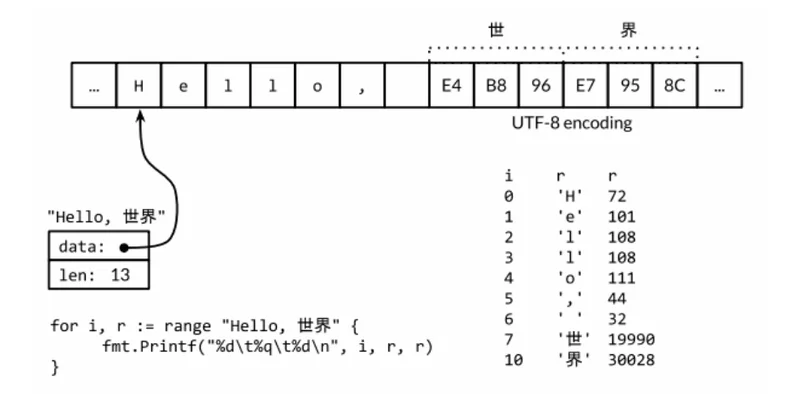 世 界
… H e l l o , E4 B8 96 E7 95 8C …
UTF-8 encoding
"Hello, 世界"
data:
len: 13
for i, r := range "Hello, 世界" {
fmt.Printf("%d\t%q\t%d\n", i, r, r)
}
i r r
0 'H' 72
1 'e' 101
2 'l' 108
3 'l' 108
4 'o' 111
5 ',' 44
6 ' ' 32
7 '世' 19990
10 '界' 30028